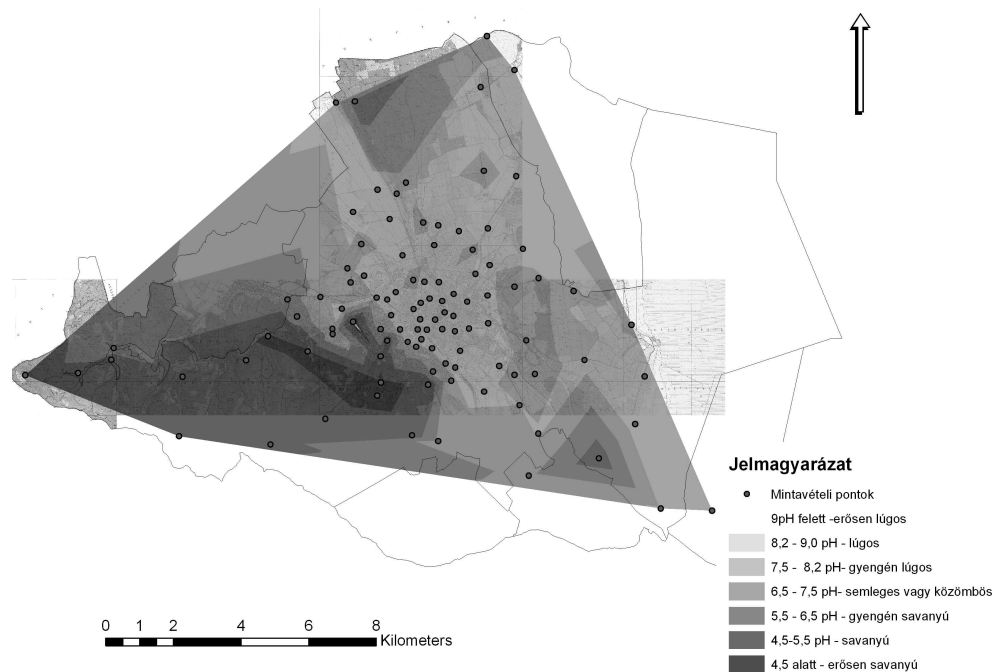 Jelmagyarázat
Mintavételi pontok
9pH felett -erősen lúgos
8,2 - 9,0 pH - lúgos
7,5 - 8,2 pH- gyengén lúgos
6,5 - 7,5 pH- semleges vagy közömbös
5,5 - 6,5 pH - gyengén savanyú
4,5-5,5 pH - savanyú
4,5 alatt - erősen savanyú
0 1 2 4 6 8
Kilometers